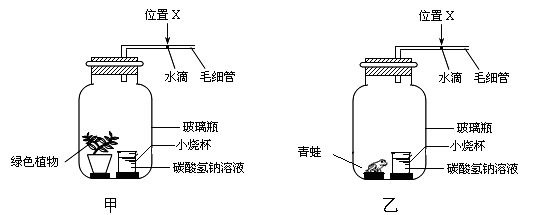 位置X
水滴
毛细管
玻璃瓶
小烧杯
绿色植物
碳酸氢钠溶液
甲
位置X
水滴
毛细管
玻璃瓶
小烧杯
青蛙
碳酸氢钠溶液
乙